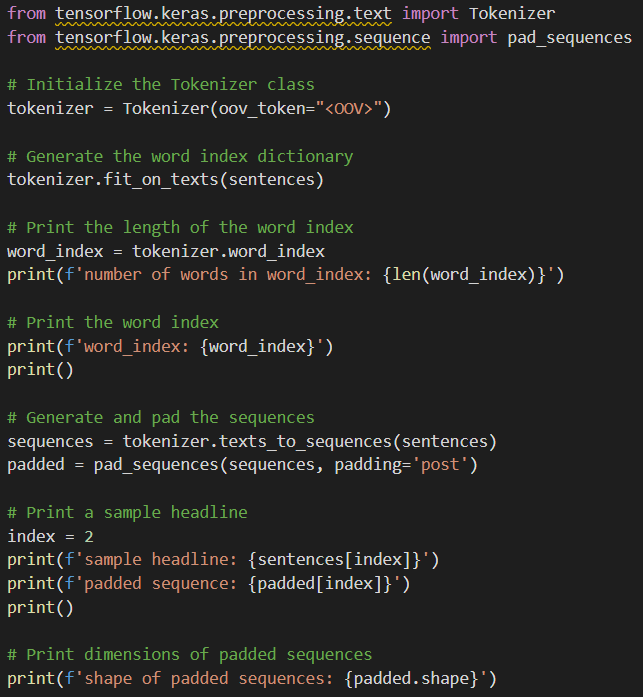 from tensorflow.keras.preprocessing.text import Tokenizer
from tensorflow.keras.preprocessing.sequence import pad_sequences
# Initialize the Tokenizer class
tokenizer = Tokenizer(oov_token="<OOV>")
# Generate the word index dictionary
tokenizer.fit_on_texts(sentences)
# Print the length of the word index
word_index = tokenizer.word_index
print(f'number of words in word_index: {len(word_index)}')
# Print the word index
print(f'word_index: {word_index}')
print()
# Generate and pad the sequences
sequences = tokenizer.texts_to_sequences(sentences)
padded = pad_sequences(sequences, padding='post')
# Print a sample headline
index = 2
print(f'sample headline: {sentences[index]}')
print(f'padded sequence: {padded[index]}')
print()
# Print dimensions of padded sequences
print(f'shape of padded sequences: {padded.shape}')